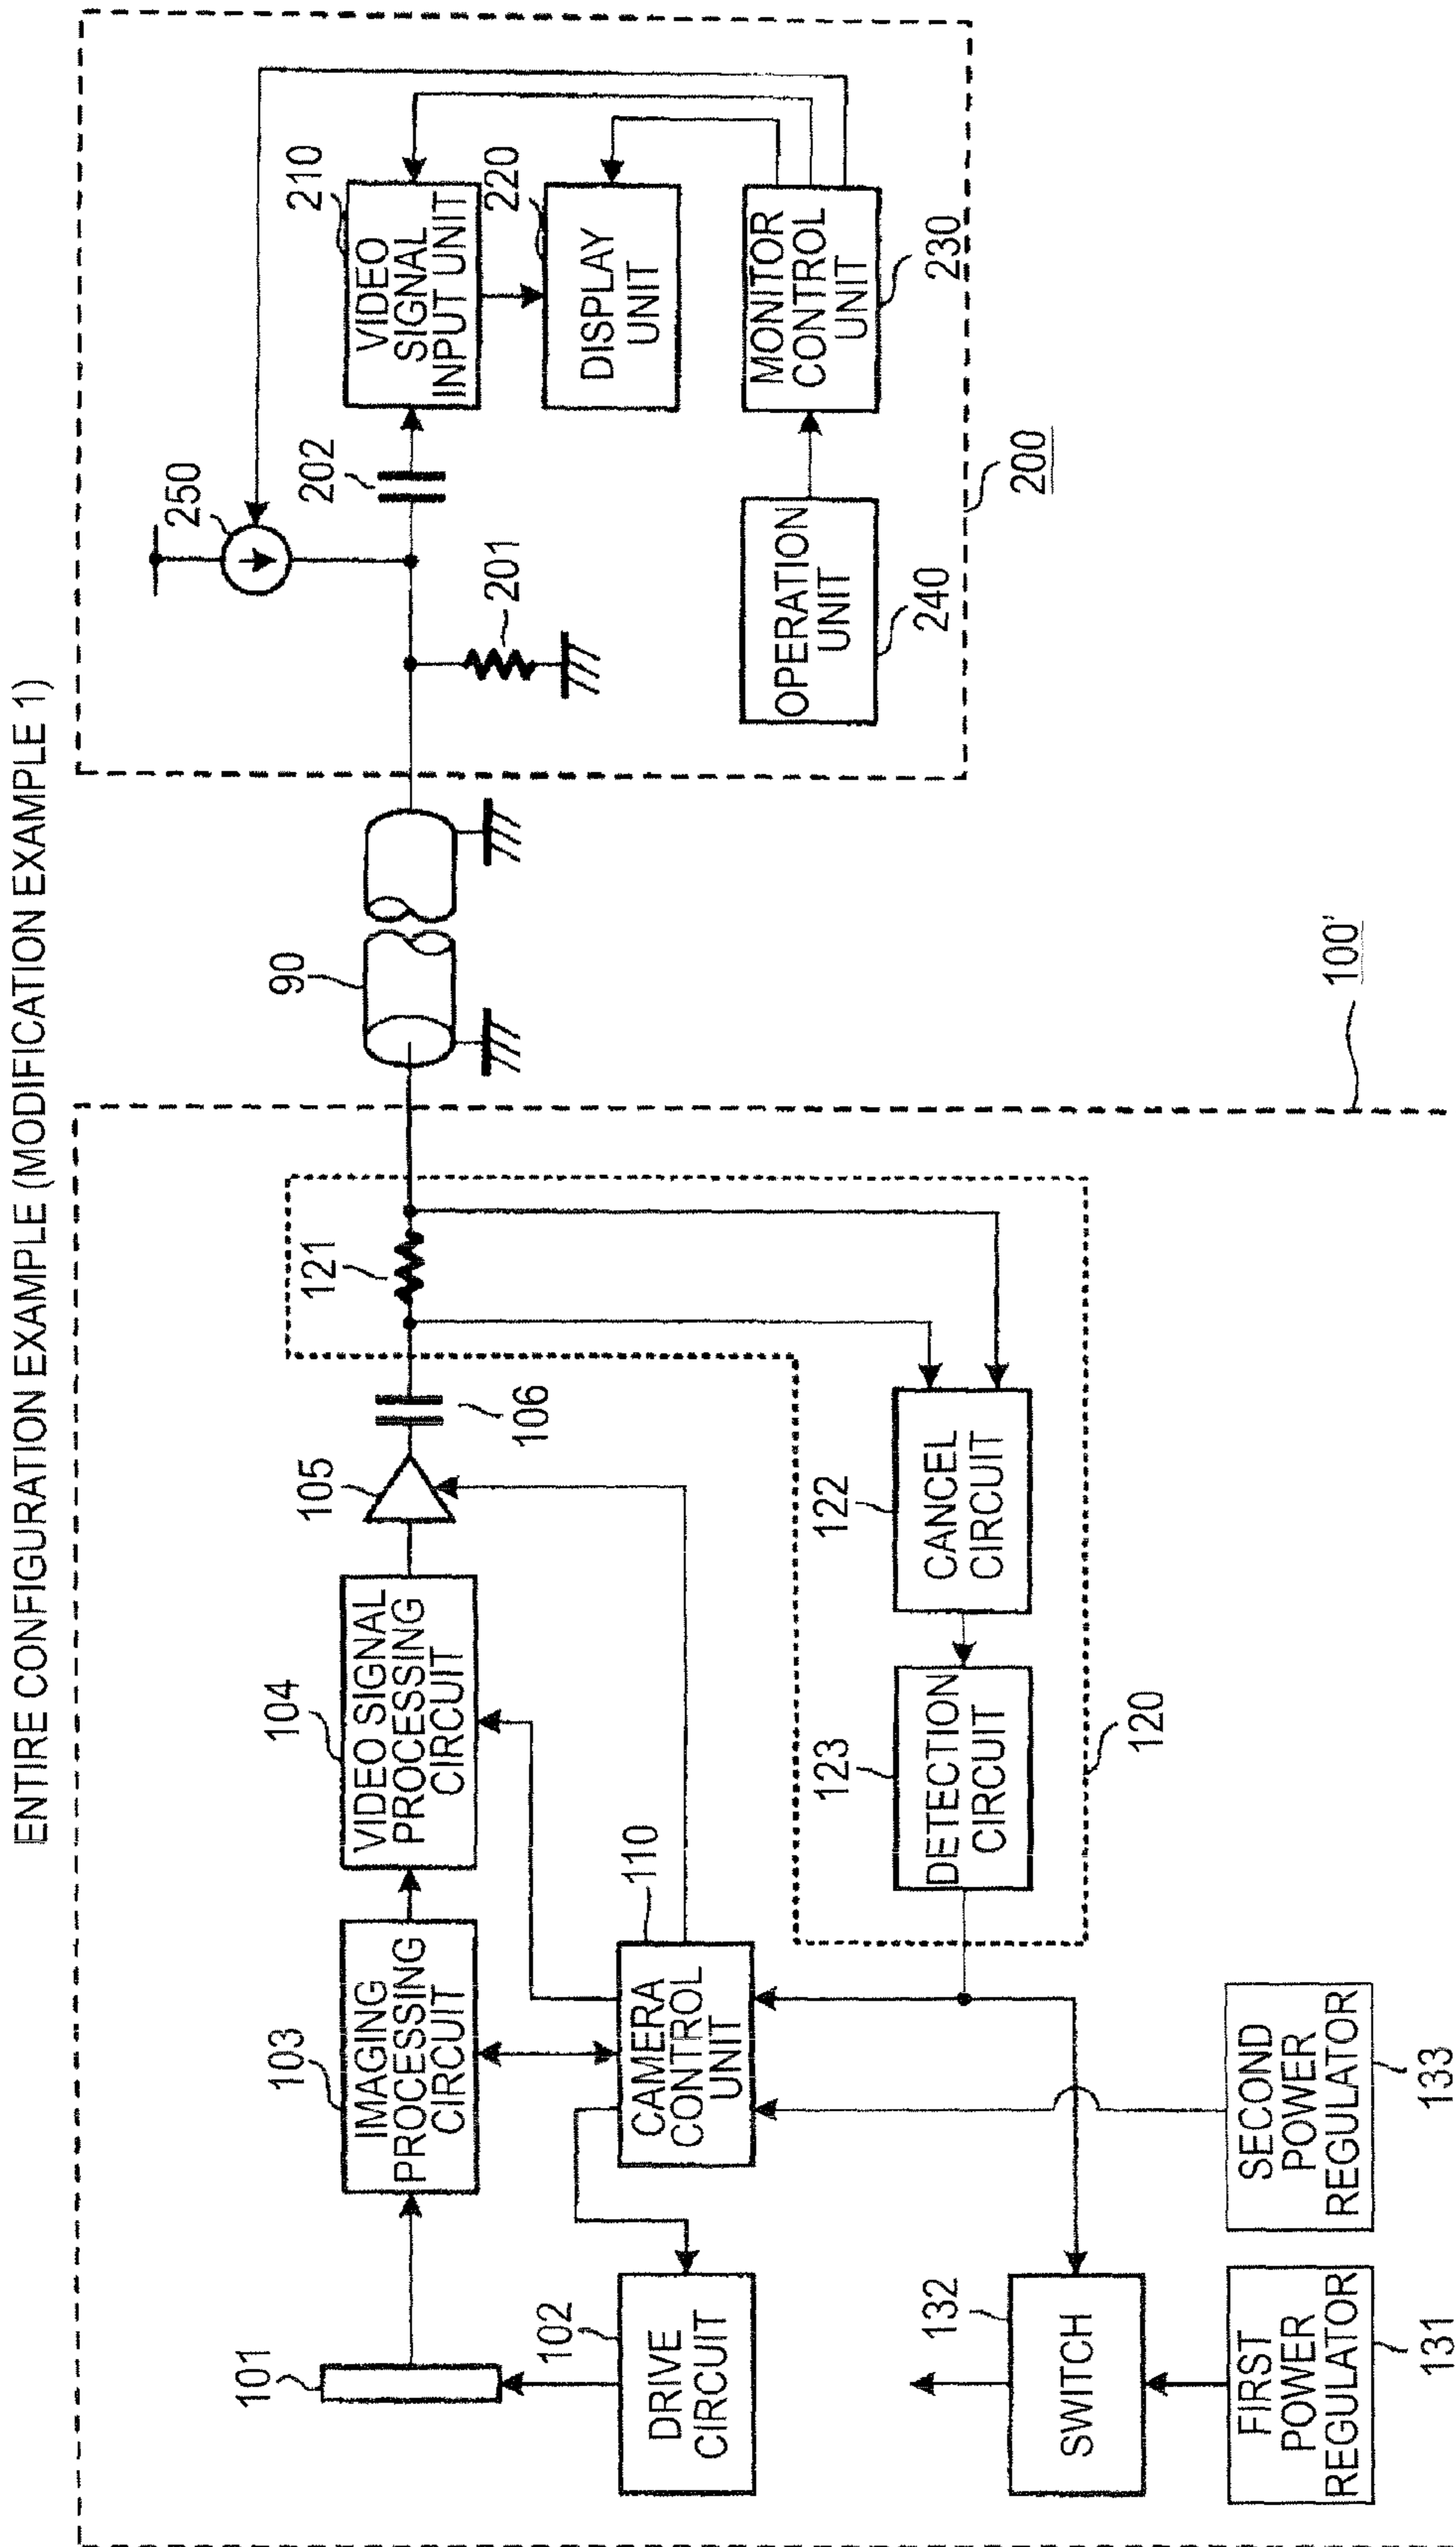 ENTIRE CONFIGURATION EXAMPLE (MODIFICATION EXAMPLE 1)
101
103
IMAGING
PROCESSING
CIRCUIT
104
VIDEO SIGNAL
PROCESSING
CIRCUIT
105
106
121
90
250
202
201
210
VIDEO
SIGNAL
INPUT UNIT
220
DISPLAY
UNIT
102
DRIVE
CIRCUIT
110
CAMERA
CONTROL
UNIT
MONITOR
CONTROL
UNIT
230
OPERATION
UNIT
240
200
123
DETECTION
CIRCUIT
122
CANCEL
CIRCUIT
120
132
SWITCH
FIRST
POWER
REGULATOR
131
SECOND
POWER
REGULATOR
133
100'